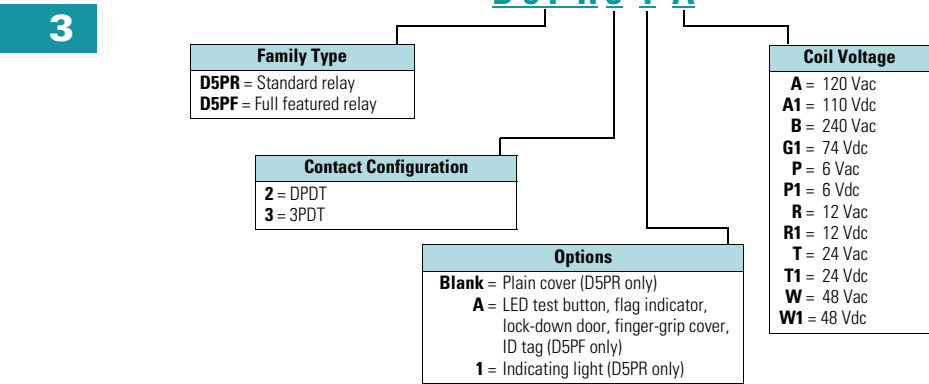 3
Family Type
D5PR = Standard relay
D5PF = Full featured relay
Contact Configuration
2 = DPDT
3 = 3PDT
Options
Blank = Plain cover (D5PR only)
A = LED test button, flag indicator,
lock-down door, finger-grip cover,
ID tag (D5PF only)
1 = Indicating light (D5PR only)
Coil Voltage
A = 120 Vac
A1 = 110 Vdc
B = 240 Vac
G1 = 74 Vdc
P = 6 Vac
P1 = 6 Vdc
R = 12 Vac
R1 = 12 Vdc
T = 24 Vac
T1 = 24 Vdc
W = 48 Vac
W1 = 48 Vdc